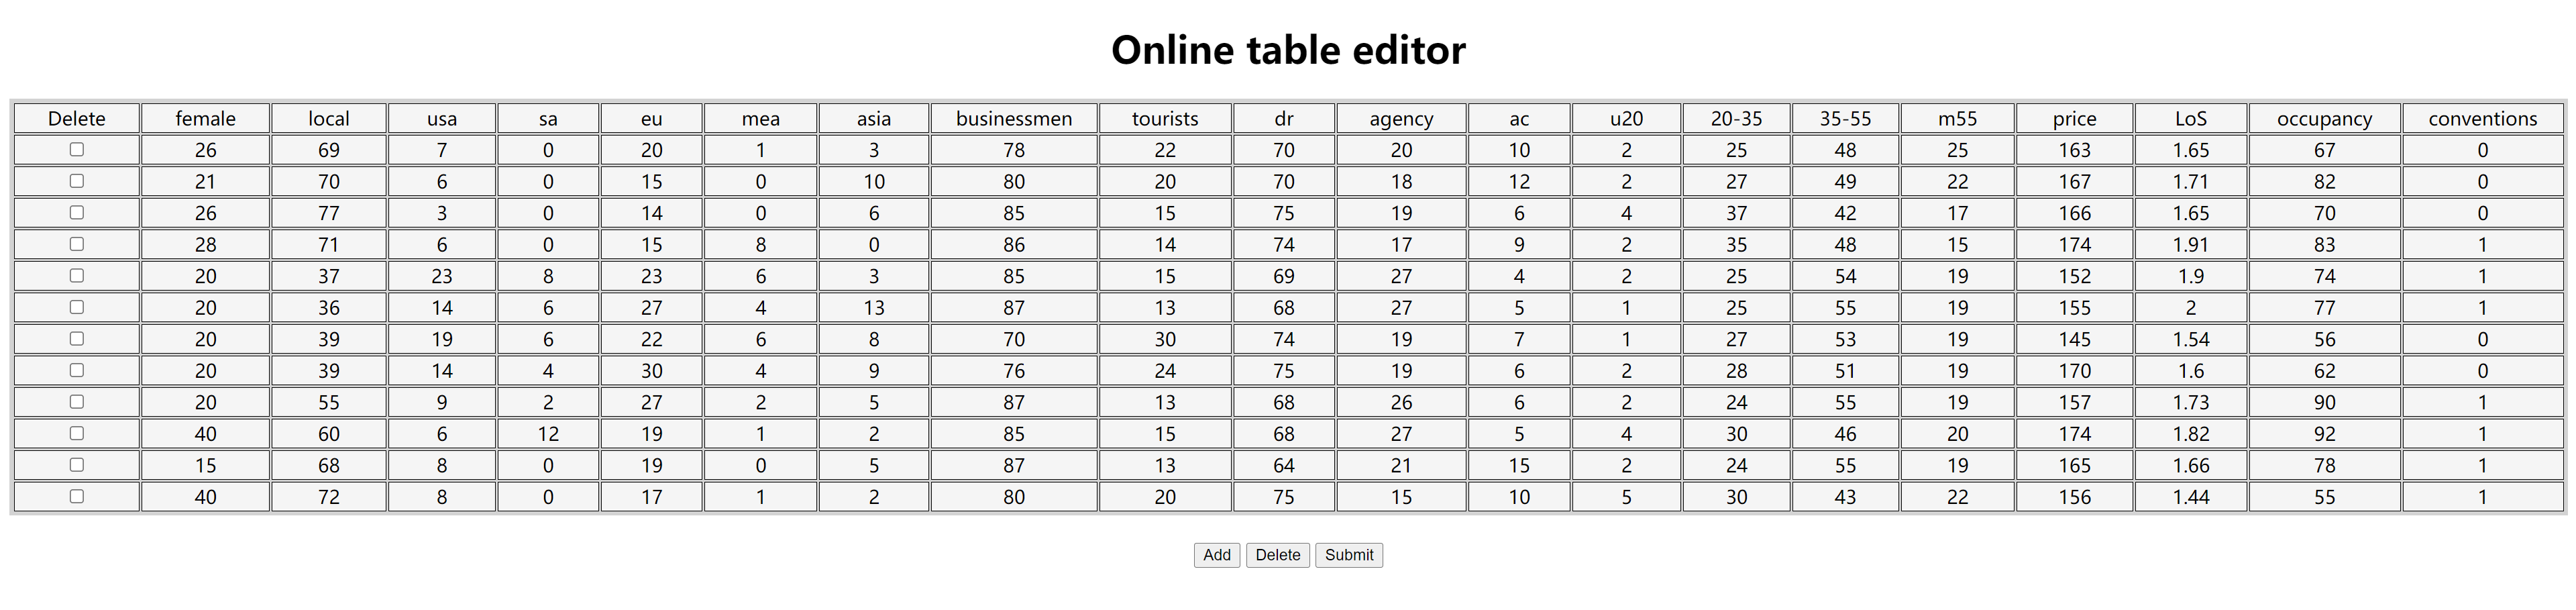 Online table editor
Delete female local usa sa eu mea asia businessmen tourists dr agency ac u20 20-35 35-55 m55 price LoS occupancy conventions
26 69 7 0 20 1 3 78 22 70 20 10 2 25 48 25 163 1.65 67 0
21 70 6 0 15 0 10 80 20 70 18 12 2 27 49 22 167 1.71 82 0
26 77 3 0 14 0 6 85 15 75 19 6 4 37 42 17 166 1.65 70 0
28 71 6 0 15 8 0 86 14 74 17 9 2 35 48 15 174 1.91 83 1
20 37 23 8 23 6 3 85 15 69 27 4 2 25 54 19 152 1.9 74 1
20 36 14 6 27 4 13 87 13 68 27 5 1 25 55 19 155 2 77 1
20 39 19 6 22 6 8 70 30 74 19 7 1 27 53 19 145 1.54 56 0
20 39 14 4 30 4 9 76 24 75 19 6 2 28 51 19 170 1.6 62 0
20 55 9 2 27 2 5 87 13 68 26 6 2 24 55 19 157 1.73 90 1
40 60 6 12 19 1 2 85 15 68 27 5 4 30 46 20 174 1.82 92 1
15 68 8 0 19 0 5 87 13 64 21 15 2 24 55 19 165 1.66 78 1
40 72 8 0 17 1 2 80 20 75 15 10 5 30 43 22 156 1.44 55 1
Add Delete Submit